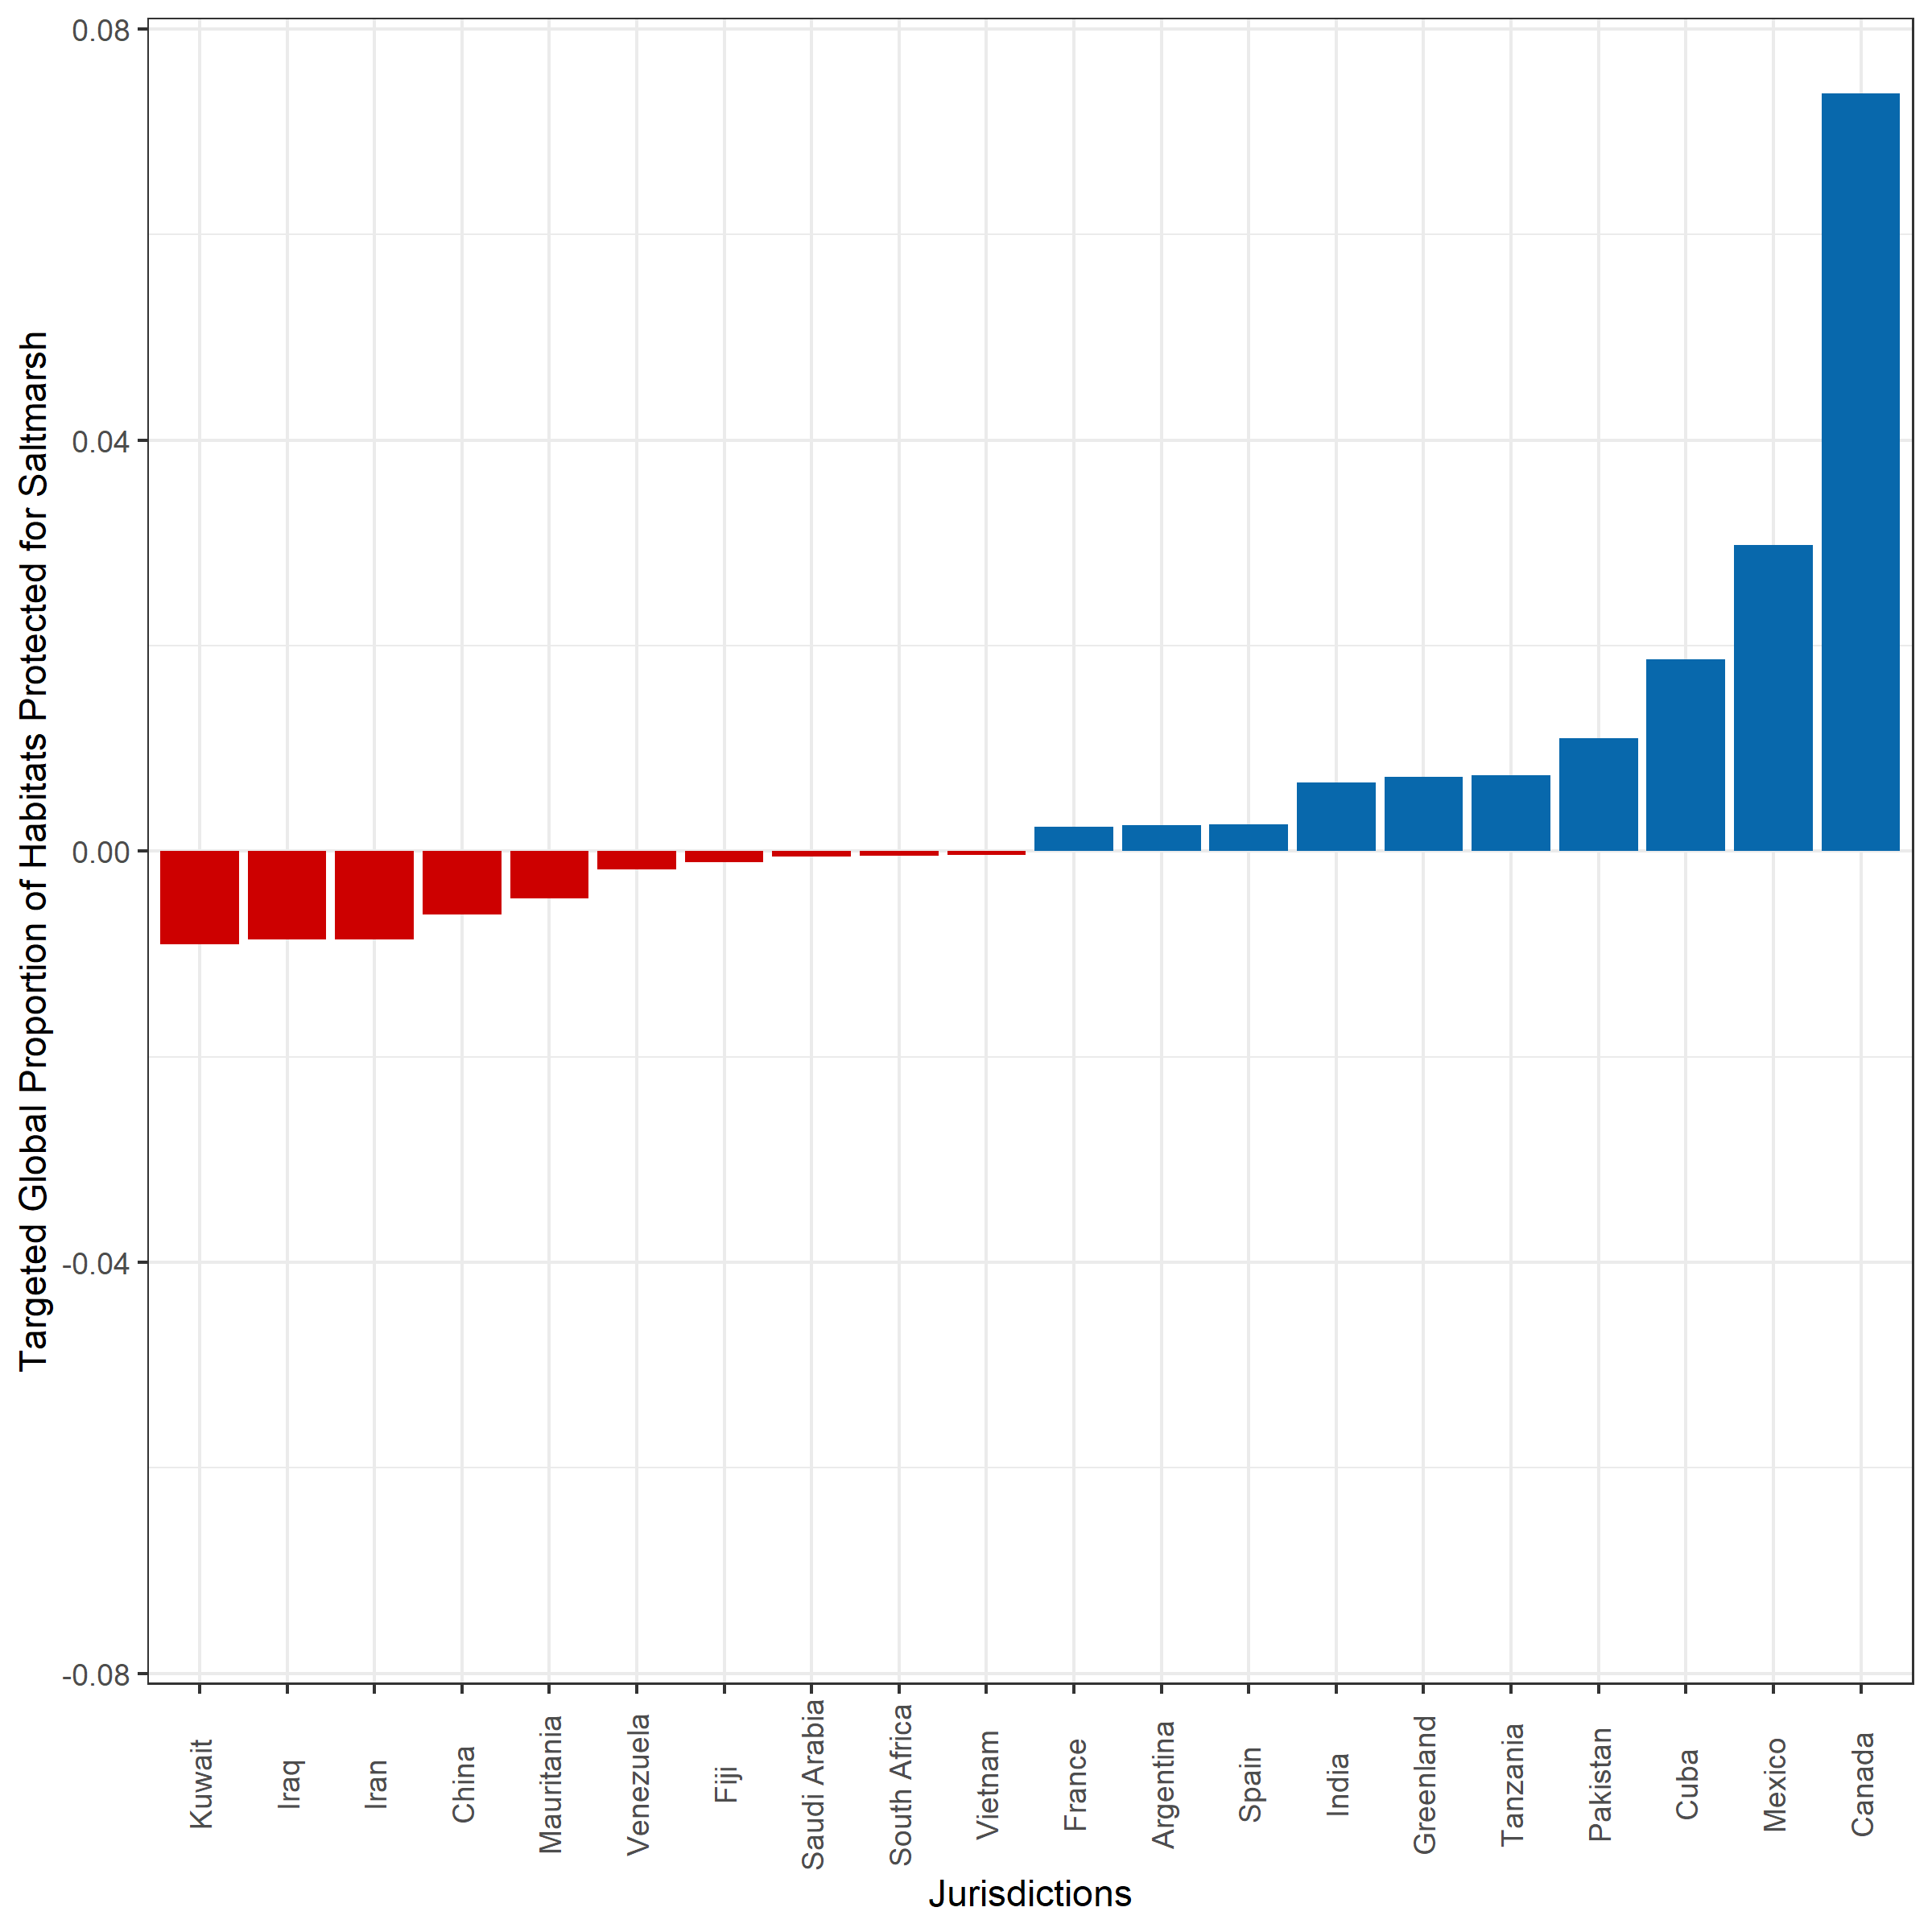 Targeted Global Proportion of Habitats Protected for Saltmarsh
0.08
0.04
0.00
-0.04
-0.08
Kuwait
Iraq
Iran
China
Mauritania
Venezuela
Fiji
Saudi Arabia
South Africa
Vietnam
France
Argentina
Spain
India
Greenland
Tanzania
Pakistan
Cuba
Mexico
Canada
Jurisdictions